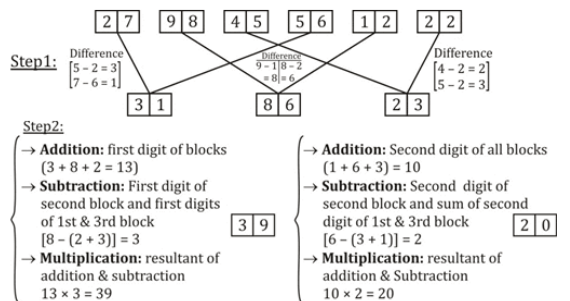 2 7 9 8 4 5 5 6 1 2 2 2
Step1:
Difference
[5 – 2 = 3]
[7 – 6 = 1]
Difference
9 – 1 8 – 2
= 8 = 6
Difference
[4 – 2 = 2]
[5 – 2 = 3]
3 1 8 6 2 3
Step2:
→ Addition: first digit of blocks
(3 + 8 + 2 = 13)
→ Subtraction: First digit of
second block and first digits
of 1st & 3rd block
[8 – (2 + 3)] = 3
→ Multiplication: resultant of
addition & subtraction
13 × 3 = 39
3 9
→ Addition: Second digit of all blocks
(1 + 6 + 3) = 10
→ Subtraction: Second digit of
second block and sum of second
digit of 1st & 3rd block
[6 – (3 + 1)] = 2
→ Multiplication: resultant of
addition & Subtraction
10 × 2 = 20
2 0